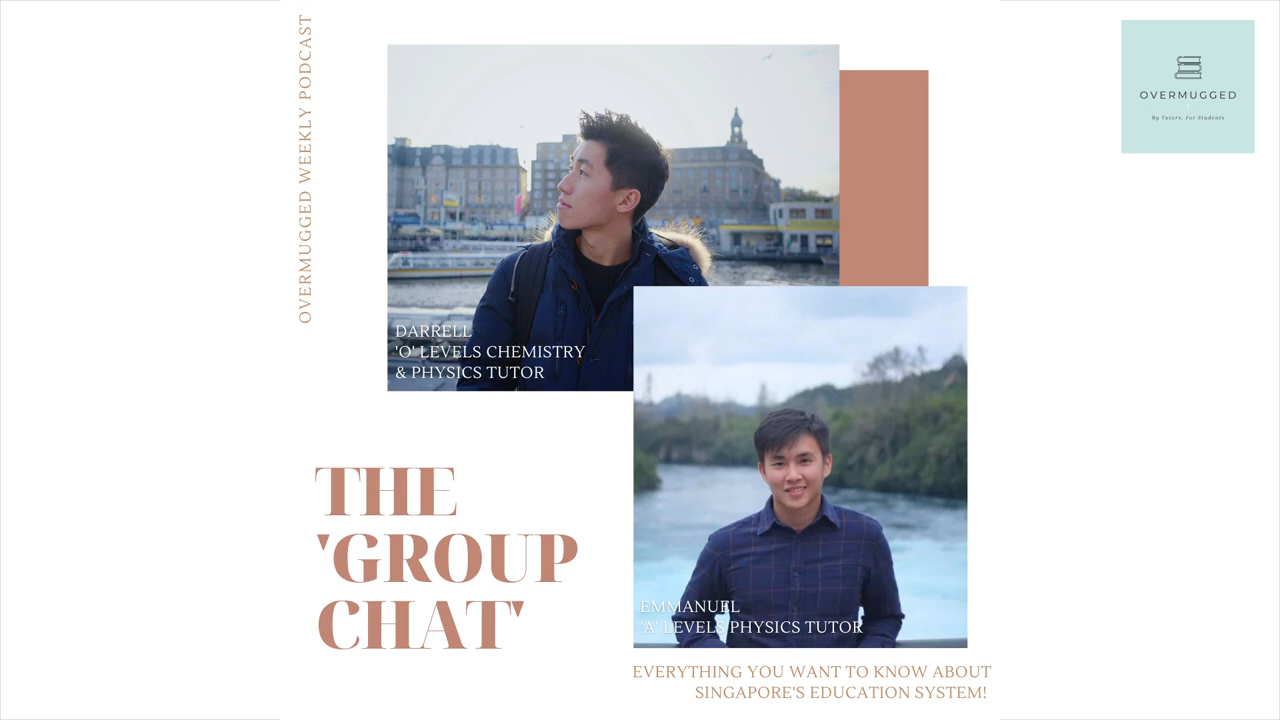 OVERMUGGED WEEKLY PODCAST
OVERMUGGED
By Tutors, For Students
DARRELL
'O' LEVELS CHEMISTRY
& PHYSICS TUTOR
EMMANUEL
'A' LEVELS PHYSICS TUTOR
THE
'GROUP
CHAT'
EVERYTHING YOU WANT TO KNOW ABOUT
SINGAPORE'S EDUCATION SYSTEM!